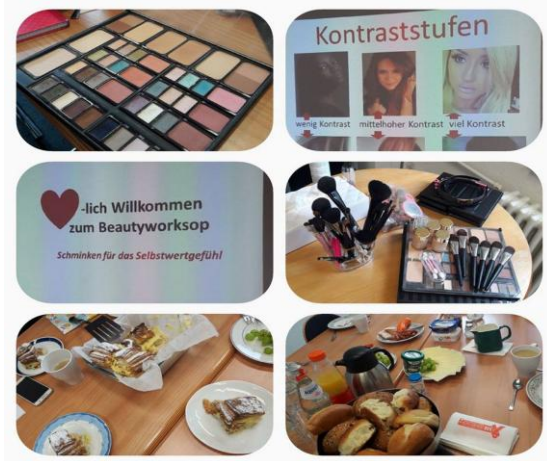 Kontraststufen
wenig Kontrast mittelhoher Kontrast viel Kontrast
-lich Willkommen
zum Beautyworksop
Schminken für das Selbstwertgefühl